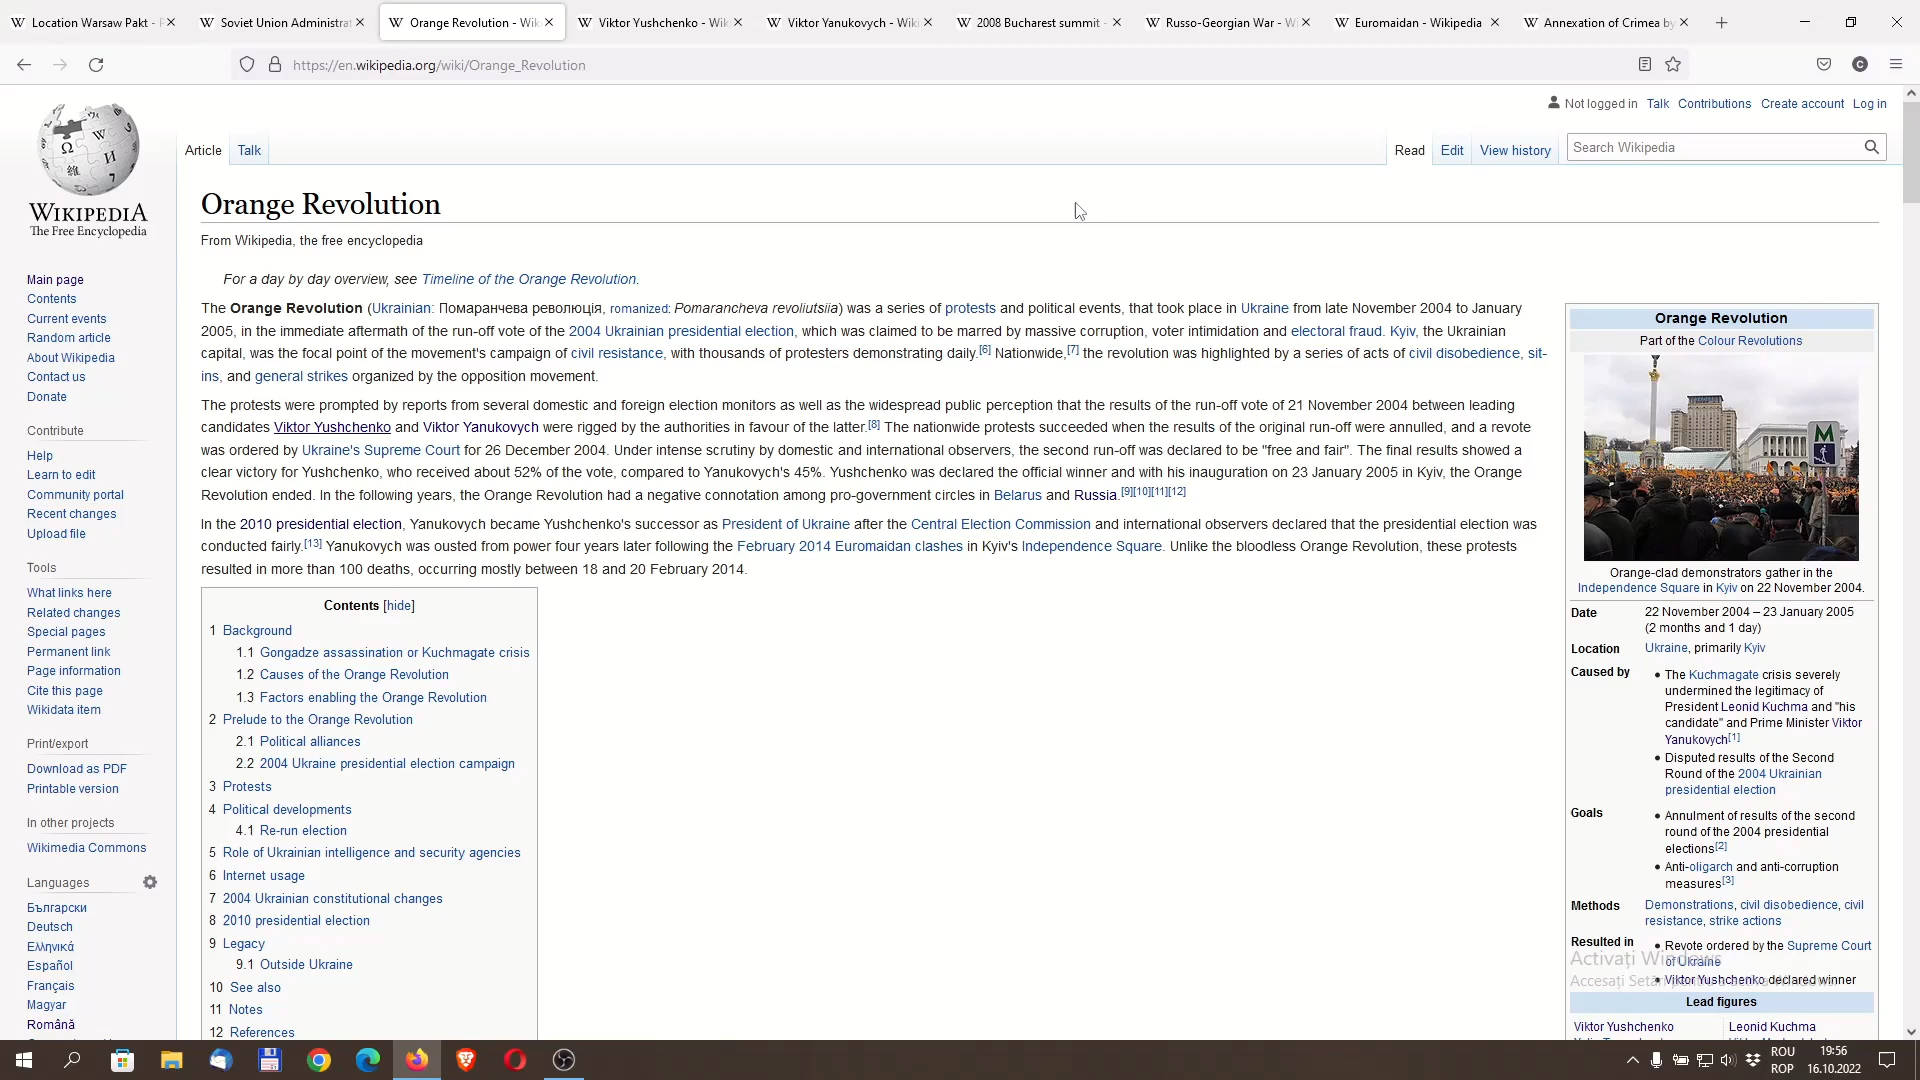 Location Warsaw Pakt -
Soviet Union Administra
Orange Revolution - Wik
Viktor Yushchenko - Wik
Viktor Yanukovych - Wiki
2008 Bucharest summit -
Russo-Georgian War - W
Euromaidan - Wikipedia
Annexation of Crimea by
https://en.wikipedia.org/wiki/Orange_Revolution
Not logged in Talk Contributions Create account Log in
Article Talk
Read Edit View history
Search Wikipedia
WIKIPEDIA
The Free Encyclopedia
Main page
Contents
Current events
Random article
About Wikipedia
Contact us
Donate
Contribute
Help
Learn to edit
Community portal
Recent changes
Upload file
Tools
What links here
Related changes
Special pages
Permanent link
Page information
Cite this page
Wikidata item
Print/export
Download as PDF
Printable version
In other projects
Wikimedia Commons
Languages
Български
Deutsch
Ελληνικά
Español
Français
Magyar
Română
Orange Revolution
From Wikipedia, the free encyclopedia
For a day by day overview, see Timeline of the Orange Revolution.
The Orange Revolution (Ukrainian: Помаранчева революція, romanized: Pomarancheva revoliutsiia) was a series of protests and political events, that took place in Ukraine from late November 2004 to January
2005, in the immediate aftermath of the run-off vote of the 2004 Ukrainian presidential election, which was claimed to be marred by massive corruption, voter intimidation and electoral fraud. Kyiv, the Ukrainian
capital, was the focal point of the movement's campaign of civil resistance, with thousands of protesters demonstrating daily.[6] Nationwide,[7] the revolution was highlighted by a series of acts of civil disobedience, sit-
ins, and general strikes organized by the opposition movement.
The protests were prompted by reports from several domestic and foreign election monitors as well as the widespread public perception that the results of the run-off vote of 21 November 2004 between leading
candidates Viktor Yushchenko and Viktor Yanukovych were rigged by the authorities in favour of the latter.[8] The nationwide protests succeeded when the results of the original run-off were annulled, and a revote
was ordered by Ukraine's Supreme Court for 26 December 2004. Under intense scrutiny by domestic and international observers, the second run-off was declared to be "free and fair". The final results showed a
clear victory for Yushchenko, who received about 52% of the vote, compared to Yanukovych's 45%. Yushchenko was declared the official winner and with his inauguration on 23 January 2005 in Kyiv, the Orange
Revolution ended. In the following years, the Orange Revolution had a negative connotation among pro-government circles in Belarus and Russia.[9][10][11][12]
In the 2010 presidential election, Yanukovych became Yushchenko's successor as President of Ukraine after the Central Election Commission and international observers declared that the presidential election was
conducted fairly.[13] Yanukovych was ousted from power four years later following the February 2014 Euromaidan clashes in Kyiv's Independence Square. Unlike the bloodless Orange Revolution, these protests
resulted in more than 100 deaths, occurring mostly between 18 and 20 February 2014.
Contents [hide]
1 Background
1.1 Gongadze assassination or Kuchmagate crisis
1.2 Causes of the Orange Revolution
1.3 Factors enabling the Orange Revolution
2 Prelude to the Orange Revolution
2.1 Political alliances
2.2 2004 Ukraine presidential election campaign
3 Protests
4 Political developments
4.1 Re-run election
5 Role of Ukrainian intelligence and security agencies
6 Internet usage
7 2004 Ukrainian constitutional changes
8 2010 presidential election
9 Legacy
9.1 Outside Ukraine
10 See also
11 Notes
12 References
Orange Revolution
Part of the Colour Revolutions
M
Orange-clad demonstrators gather in the
Independence Square in Kyiv on 22 November 2004.
Date 22 November 2004 – 23 January 2005
(2 months and 1 day)
Location Ukraine, primarily Kyiv
Caused by • The Kuchmagate crisis severely
undermined the legitimacy of
President Leonid Kuchma and "his
candidate" and Prime Minister Viktor
Yanukovych[1]
• Disputed results of the Second
Round of the 2004 Ukrainian
presidential election
Goals • Annulment of results of the second
round of the 2004 presidential
elections[2]
• Anti-oligarch and anti-corruption
measures[3]
Methods Demonstrations, civil disobedience, civil
resistance, strike actions
Resulted in • Revote ordered by the Supreme Court
of Ukraine
• Viktor Yushchenko declared winner
Activați Windows
Lead figures
Viktor Yushchenko Leonid Kuchma
ROU
ROP
19:56
16.10.2022